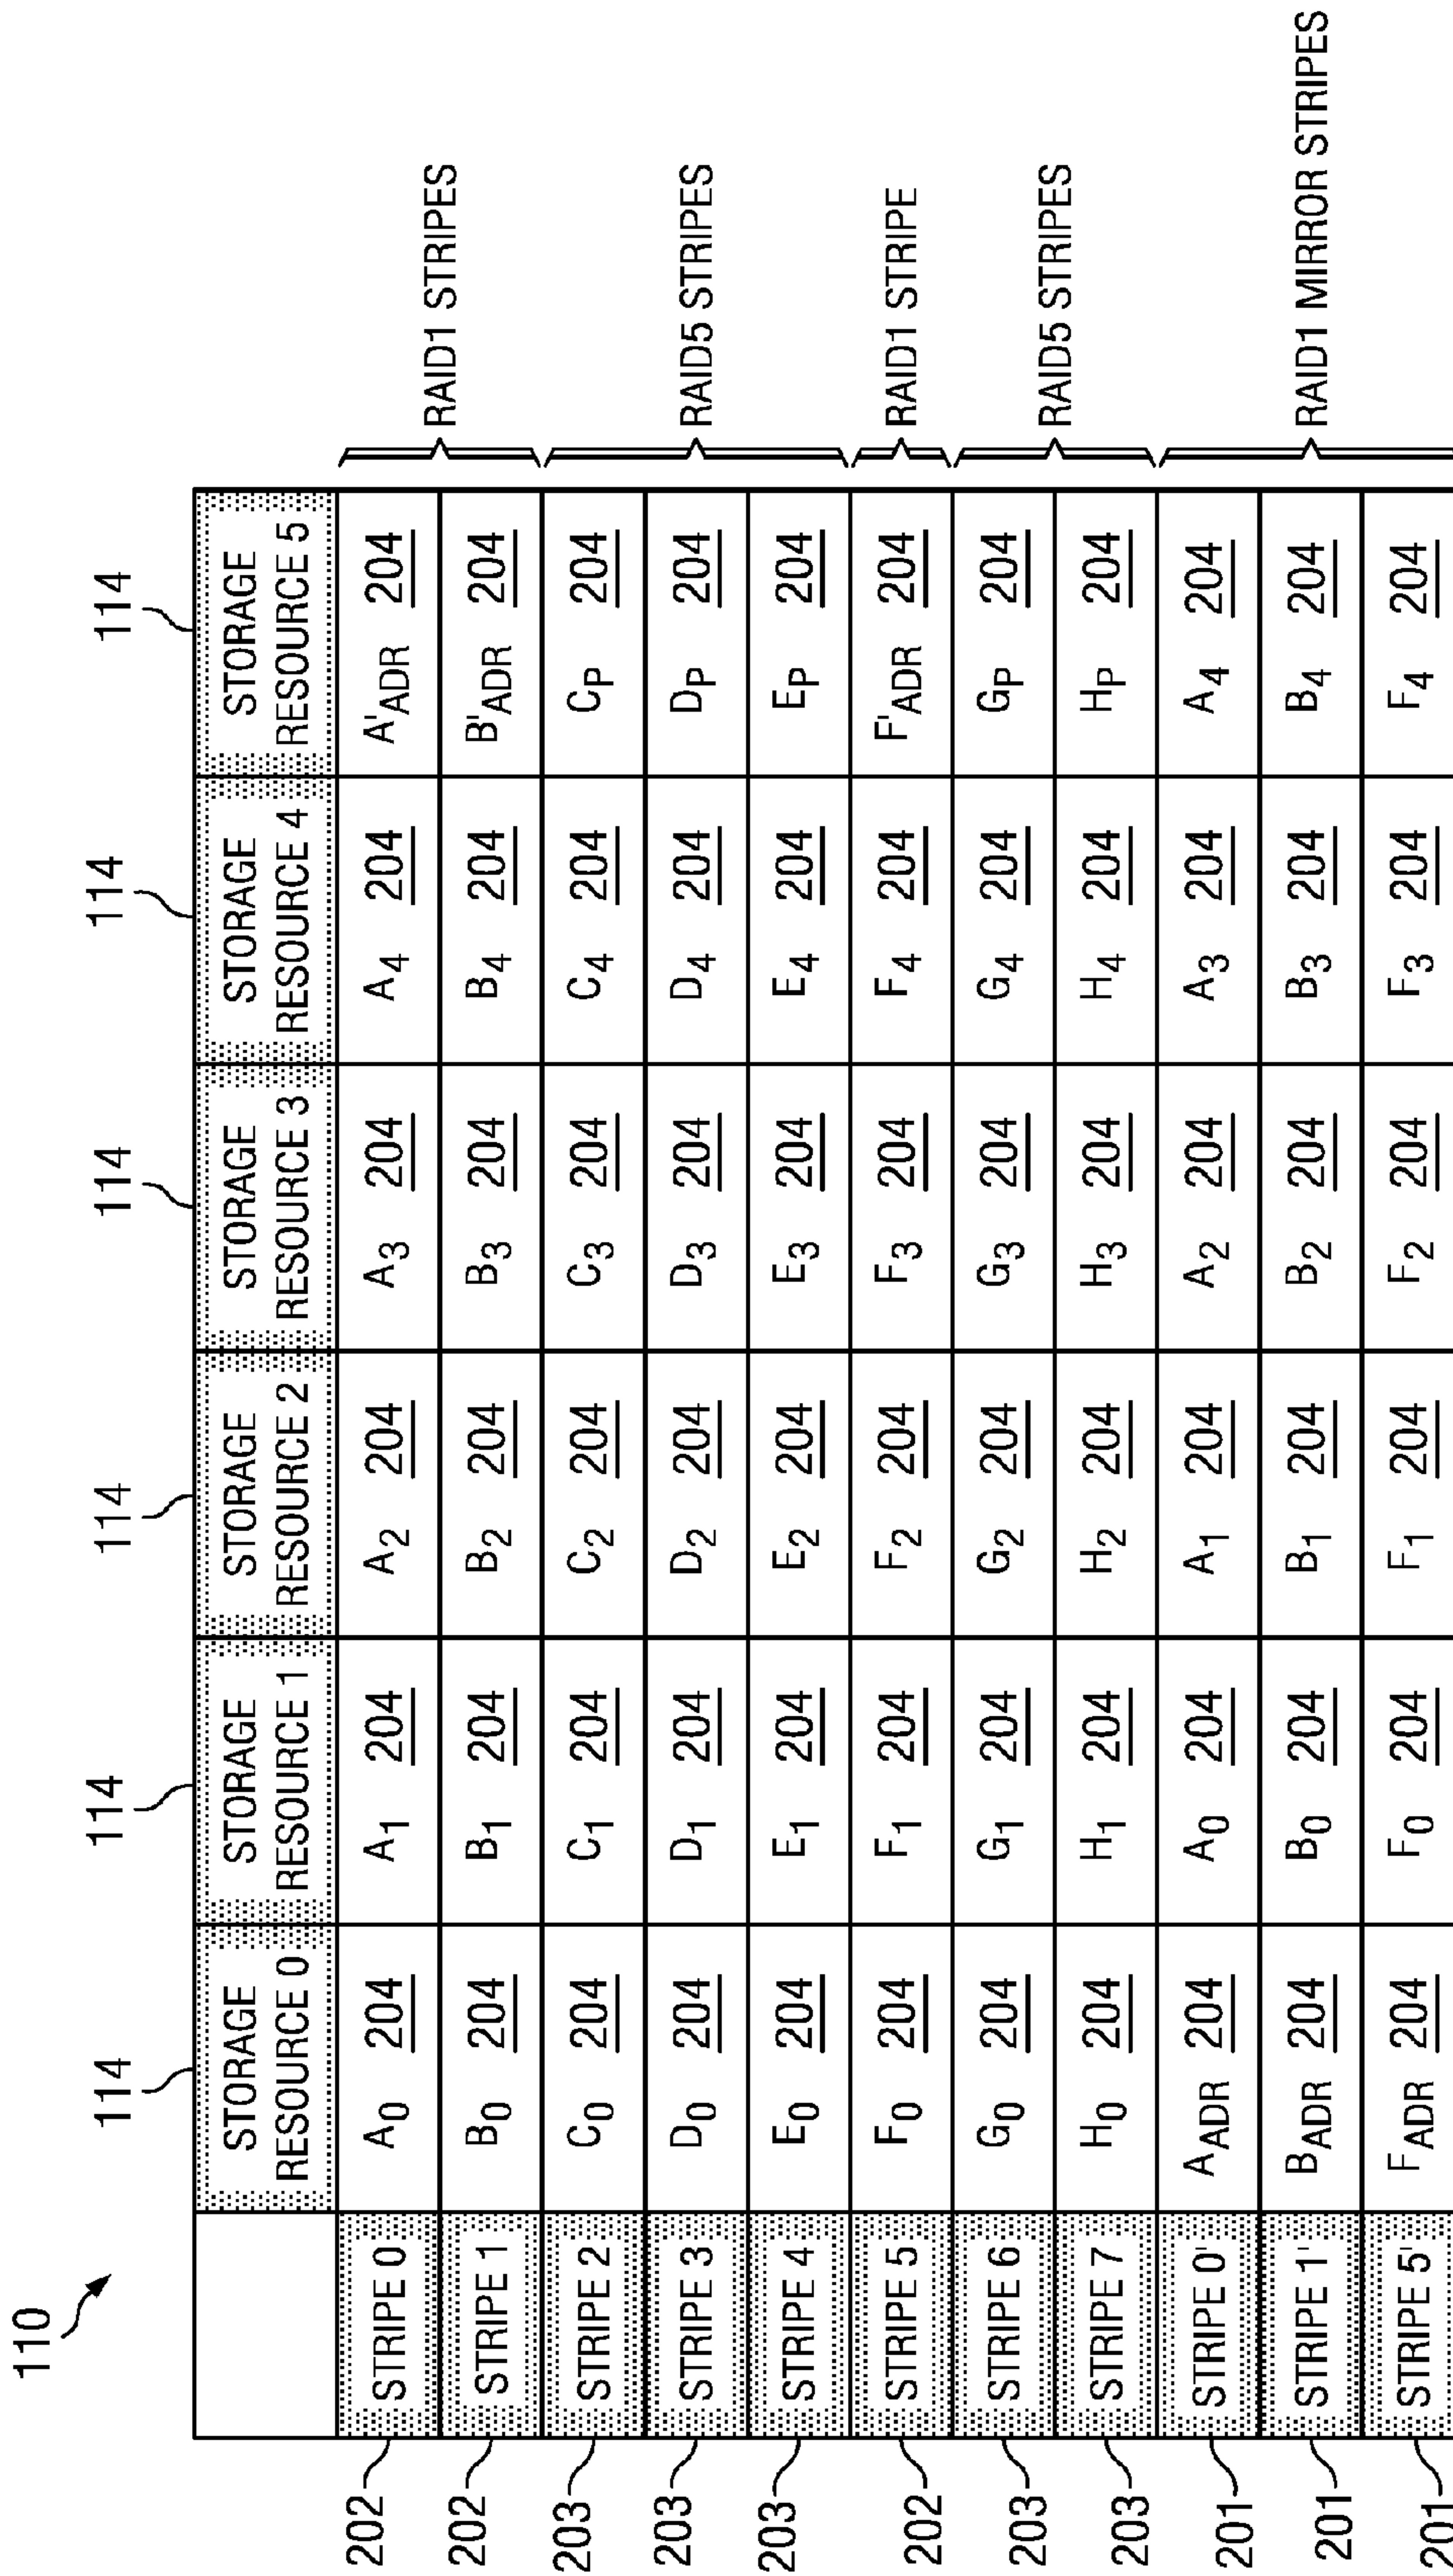 110
114 114 114 114 114 114
STORAGE RESOURCE 0 STORAGE RESOURCE 1 STORAGE RESOURCE 2 STORAGE RESOURCE 3 STORAGE RESOURCE 4 STORAGE RESOURCE 5
202 STRIPE 0 A0 204 A1 204 A2 204 A3 204 A4 204 A'ADR 204
202 STRIPE 1 B0 204 B1 204 B2 204 B3 204 B4 204 B'ADR 204
RAID1 STRIPES
203 STRIPE 2 C0 204 C1 204 C2 204 C3 204 C4 204 CP 204
203 STRIPE 3 D0 204 D1 204 D2 204 D3 204 D4 204 DP 204
203 STRIPE 4 E0 204 E1 204 E2 204 E3 204 E4 204 EP 204
RAID5 STRIPES
202 STRIPE 5 F0 204 F1 204 F2 204 F3 204 F4 204 F'ADR 204
RAID1 STRIPE
203 STRIPE 6 G0 204 G1 204 G2 204 G3 204 G4 204 GP 204
203 STRIPE 7 H0 204 H1 204 H2 204 H3 204 H4 204 HP 204
RAID5 STRIPES
201 STRIPE 0' AADR 204 A0 204 A1 204 A2 204 A3 204 A4 204
201 STRIPE 1' BADR 204 B0 204 B1 204 B2 204 B3 204 B4 204
201 STRIPE 5' FADR 204 F0 204 F1 204 F2 204 F3 204 F4 204
RAID1 MIRROR STRIPES